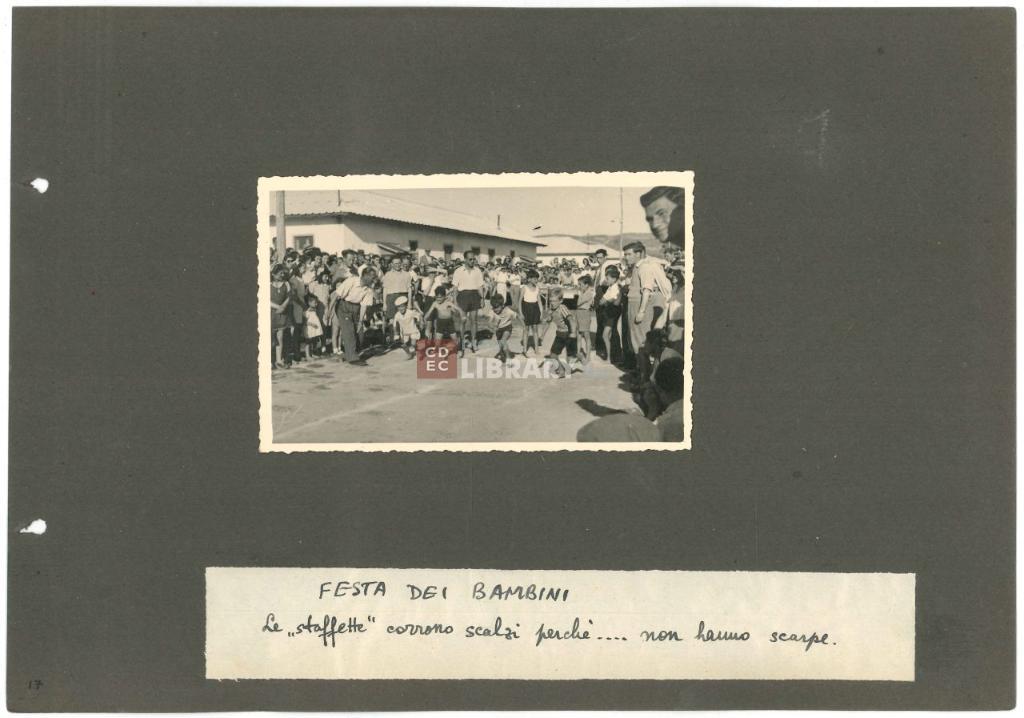 CD
EC
LIBRARY
FESTA DEI BAMBINI
Le „staffette" corrono scalzi perchè.... non hanno scarpe.
17